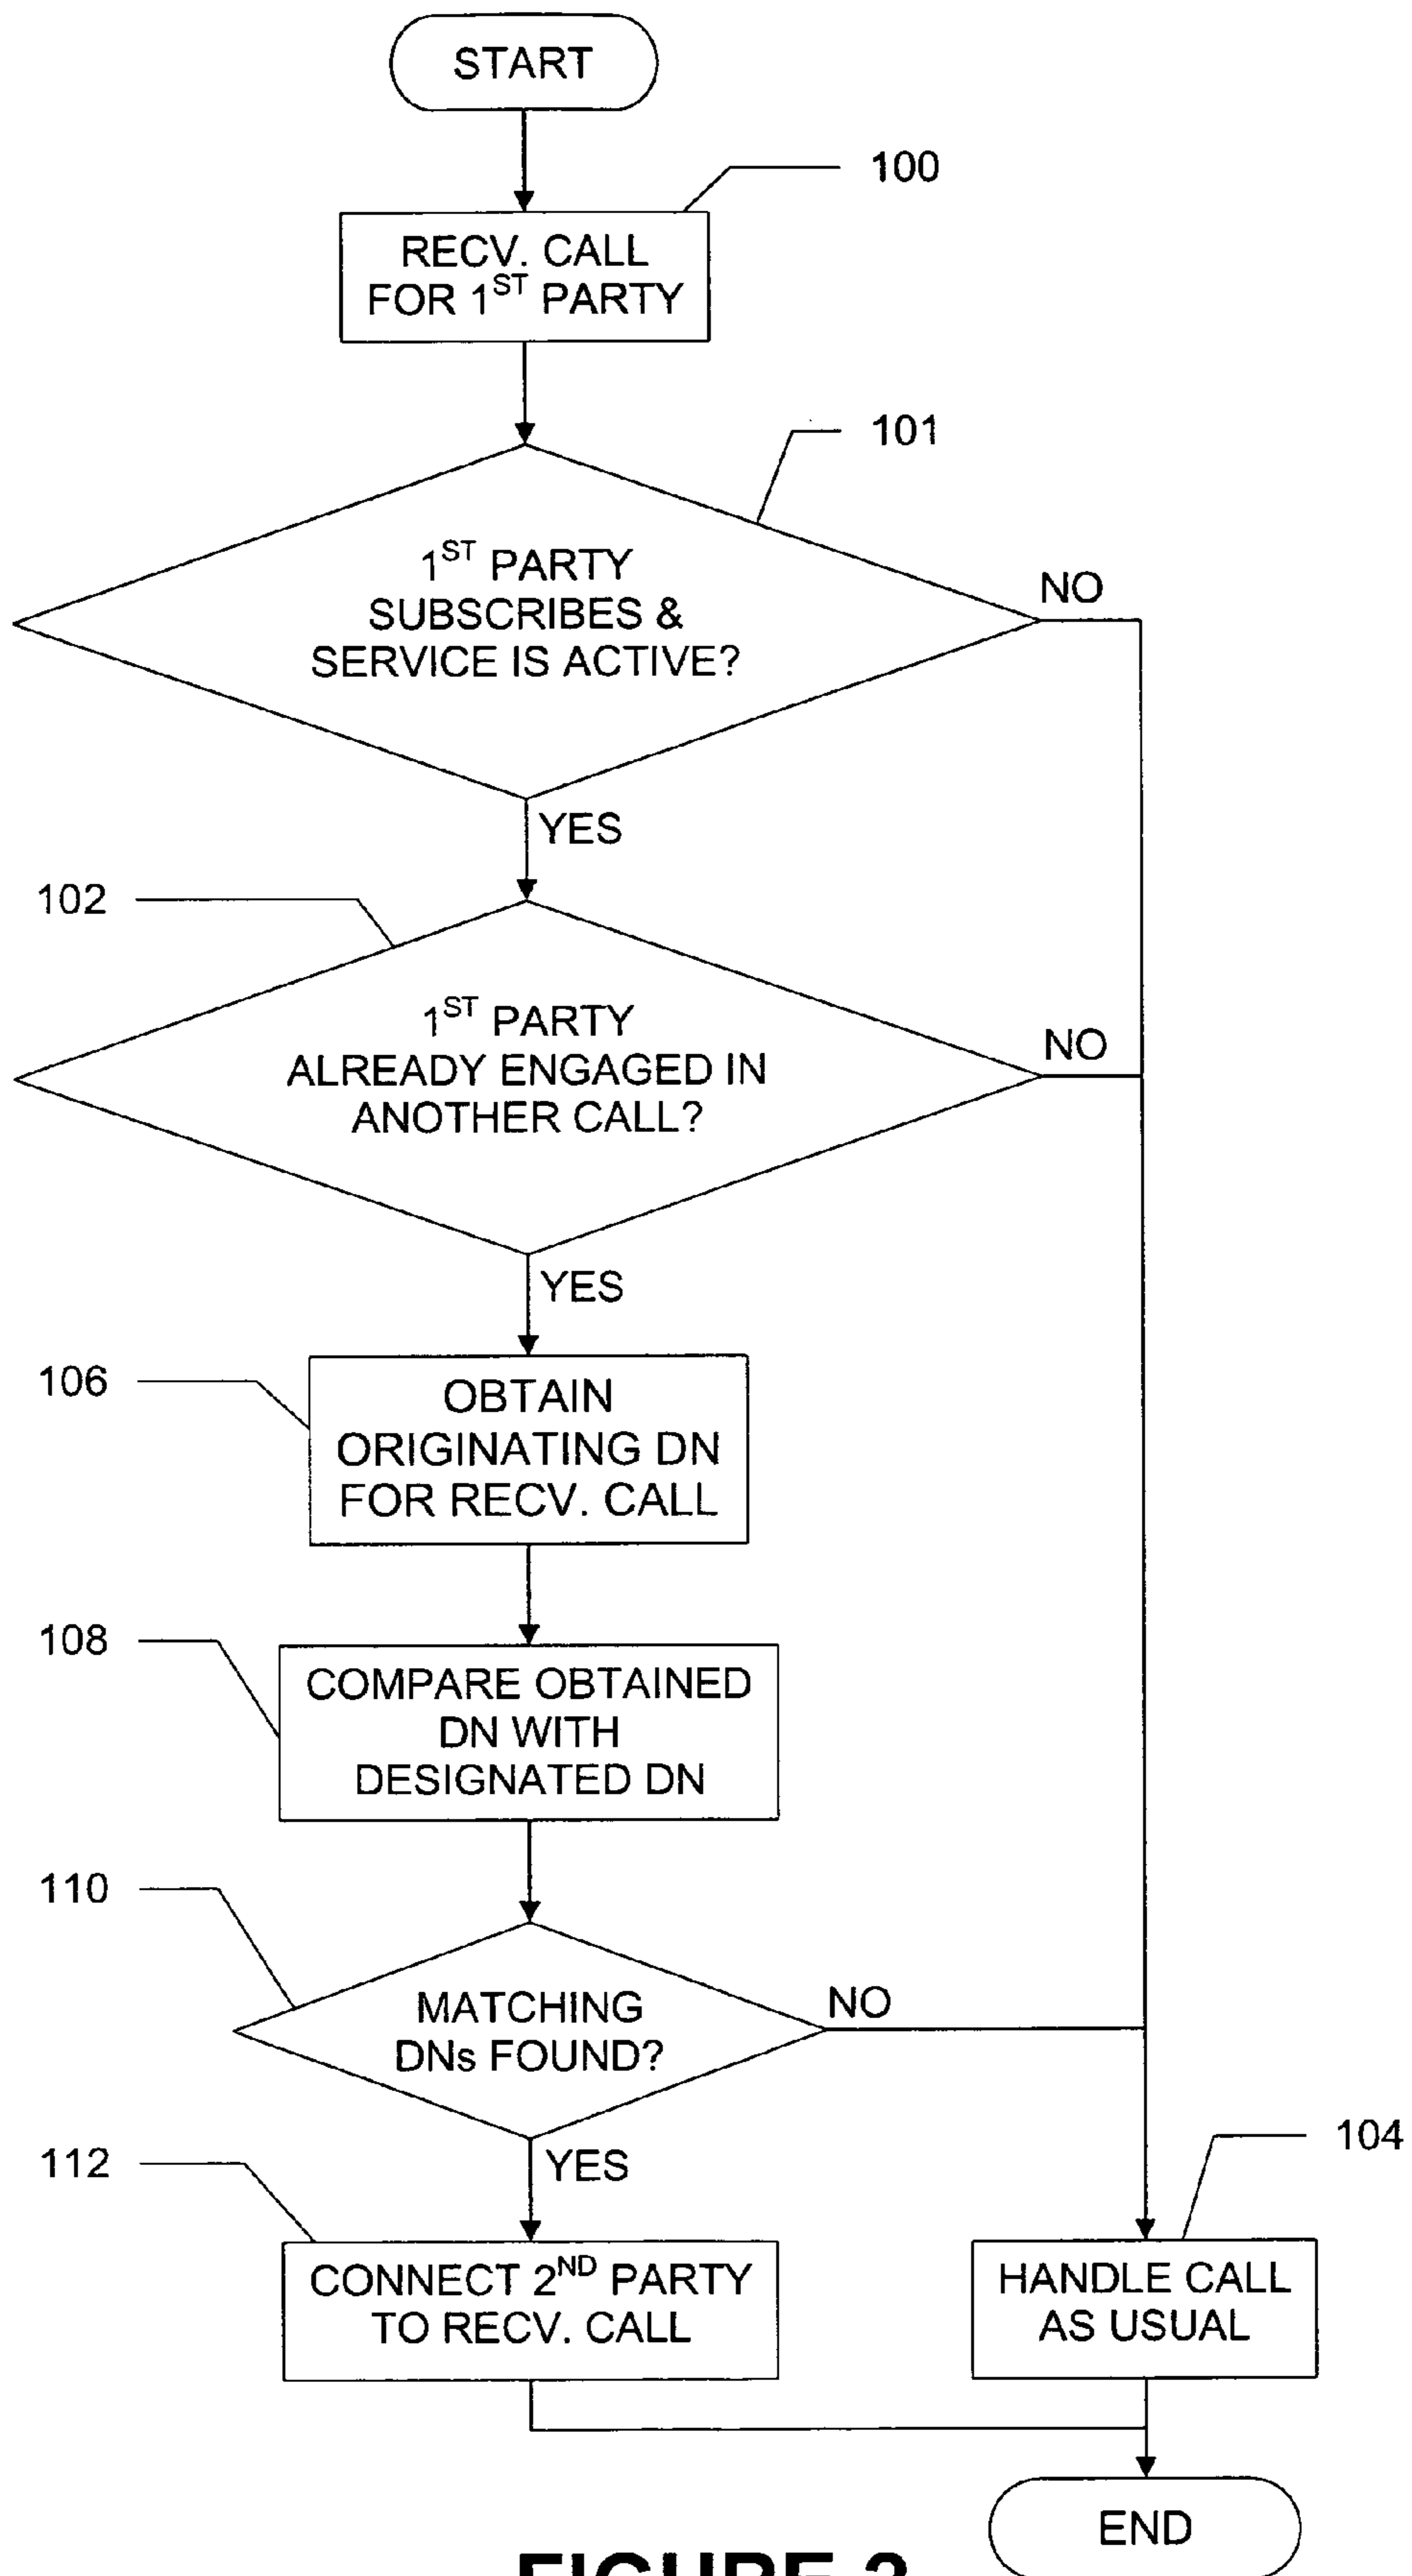 START
100
RECV. CALL
FOR 1ST PARTY
101
1ST PARTY
SUBSCRIBES &
SERVICE IS ACTIVE?
NO
YES
102
1ST PARTY
ALREADY ENGAGED IN
ANOTHER CALL?
NO
YES
106
OBTAIN
ORIGINATING DN
FOR RECV. CALL
108
COMPARE OBTAINED
DN WITH
DESIGNATED DN
110
MATCHING
DNs FOUND?
NO
YES
112
CONNECT 2ND PARTY
TO RECV. CALL
104
HANDLE CALL
AS USUAL
END
FIGURE